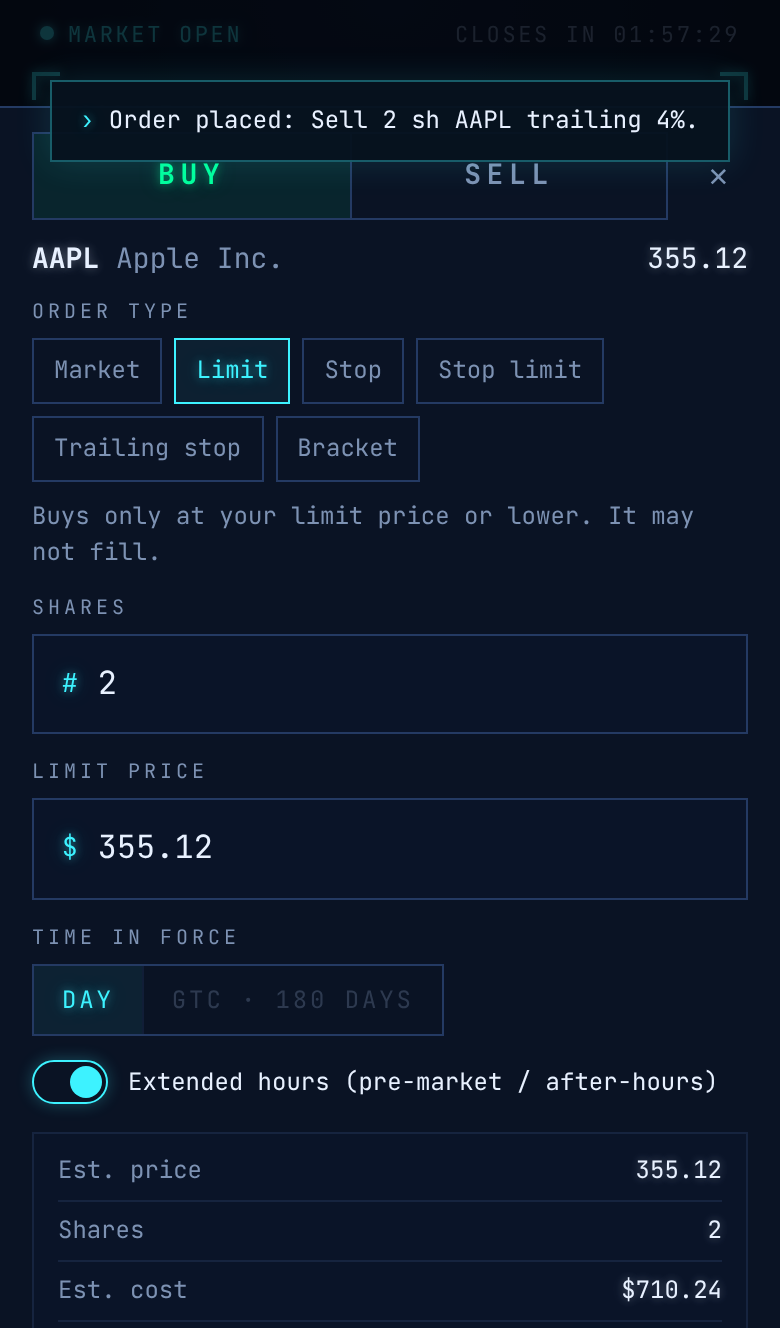 MARKET OPEN
CLOSES IN 01:57:29
› Order placed: Sell 2 sh AAPL trailing 4%.
BUY
SELL
×
AAPL Apple Inc.
355.12
ORDER TYPE
Market
Limit
Stop
Stop limit
Trailing stop
Bracket
Buys only at your limit price or lower. It may
not fill.
SHARES
# 2
LIMIT PRICE
$ 355.12
TIME IN FORCE
DAY
GTC · 180 DAYS
Extended hours (pre-market / after-hours)
Est. price
355.12
Shares
2
Est. cost
$710.24